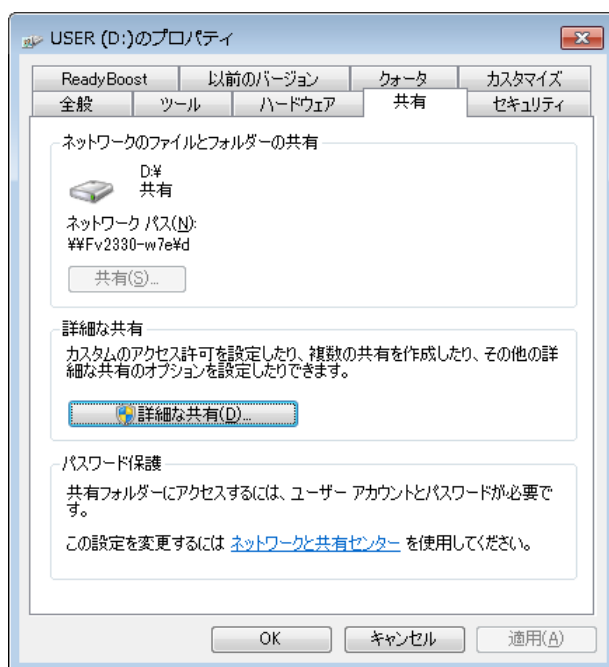 USER (D:)のプロパティ
ReadyBoost 以前のバージョン クォータ カスタマイズ
全般 ツール ハードウェア 共有 セキュリティ
ネットワークのファイルとフォルダーの共有
D:¥
共有
ネットワーク パス(N):
¥¥Fv2330-w7e¥d
共有(S)...
詳細な共有
カスタムのアクセス許可を設定したり、複数の共有を作成したり、その他の詳
細な共有のオプションを設定したりできます。
詳細な共有(D)...
パスワード保護
共有フォルダーにアクセスするには、ユーザー アカウントとパスワードが必要で
す。
この設定を変更するには ネットワークと共有センター を使用してください。
OK キャンセル 適用(A)